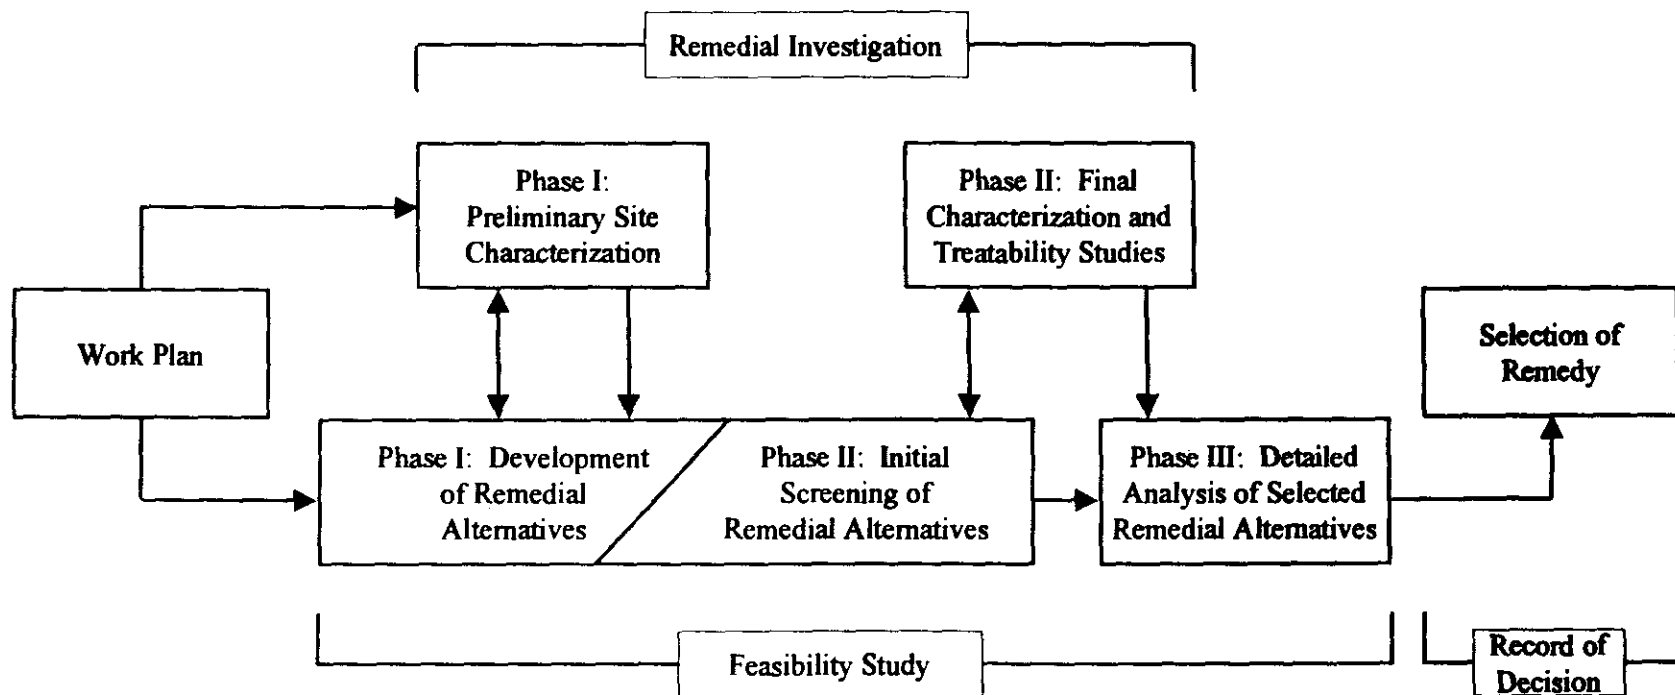 Remedial Investigation
Phase I:
Preliminary Site
Characterization
Phase II: Final
Characterization and
Treatability Studies
Work Plan
Selection of
Remedy
Phase I: Development
of Remedial
Alternatives
Phase II: Initial
Screening of
Remedial Alternatives
Phase III: Detailed
Analysis of Selected
Remedial Alternatives
Feasibility Study
Record of
Decision